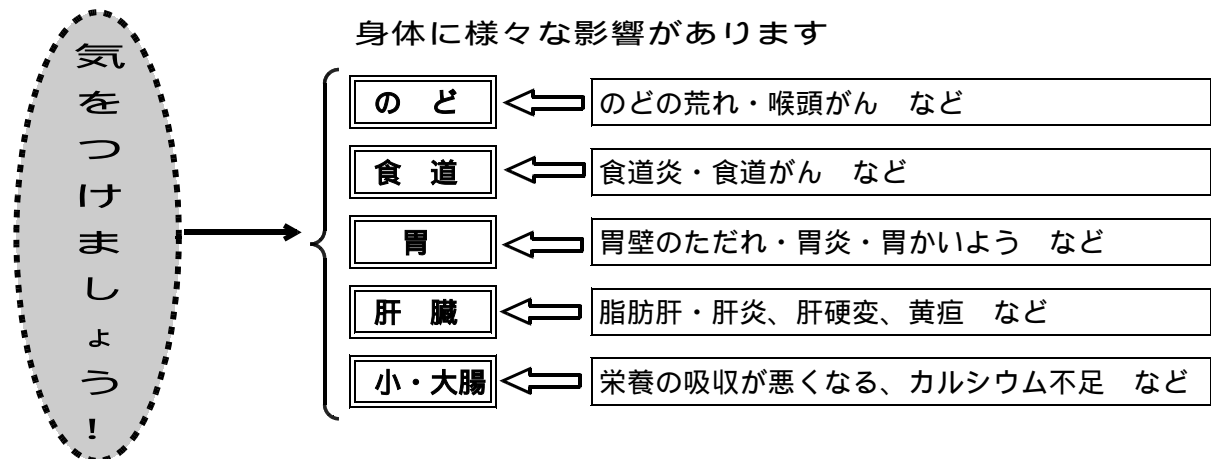 気をつけましょう!
身体に様々な影響があります
のど のどの荒れ・喉頭がん など
食道 食道炎・食道がん など
胃 胃壁のただれ・胃炎・胃かいよう など
肝臓 脂肪肝・肝炎、肝硬変、黄疸 など
小・大腸 栄養の吸収が悪くなる、カルシウム不足 など